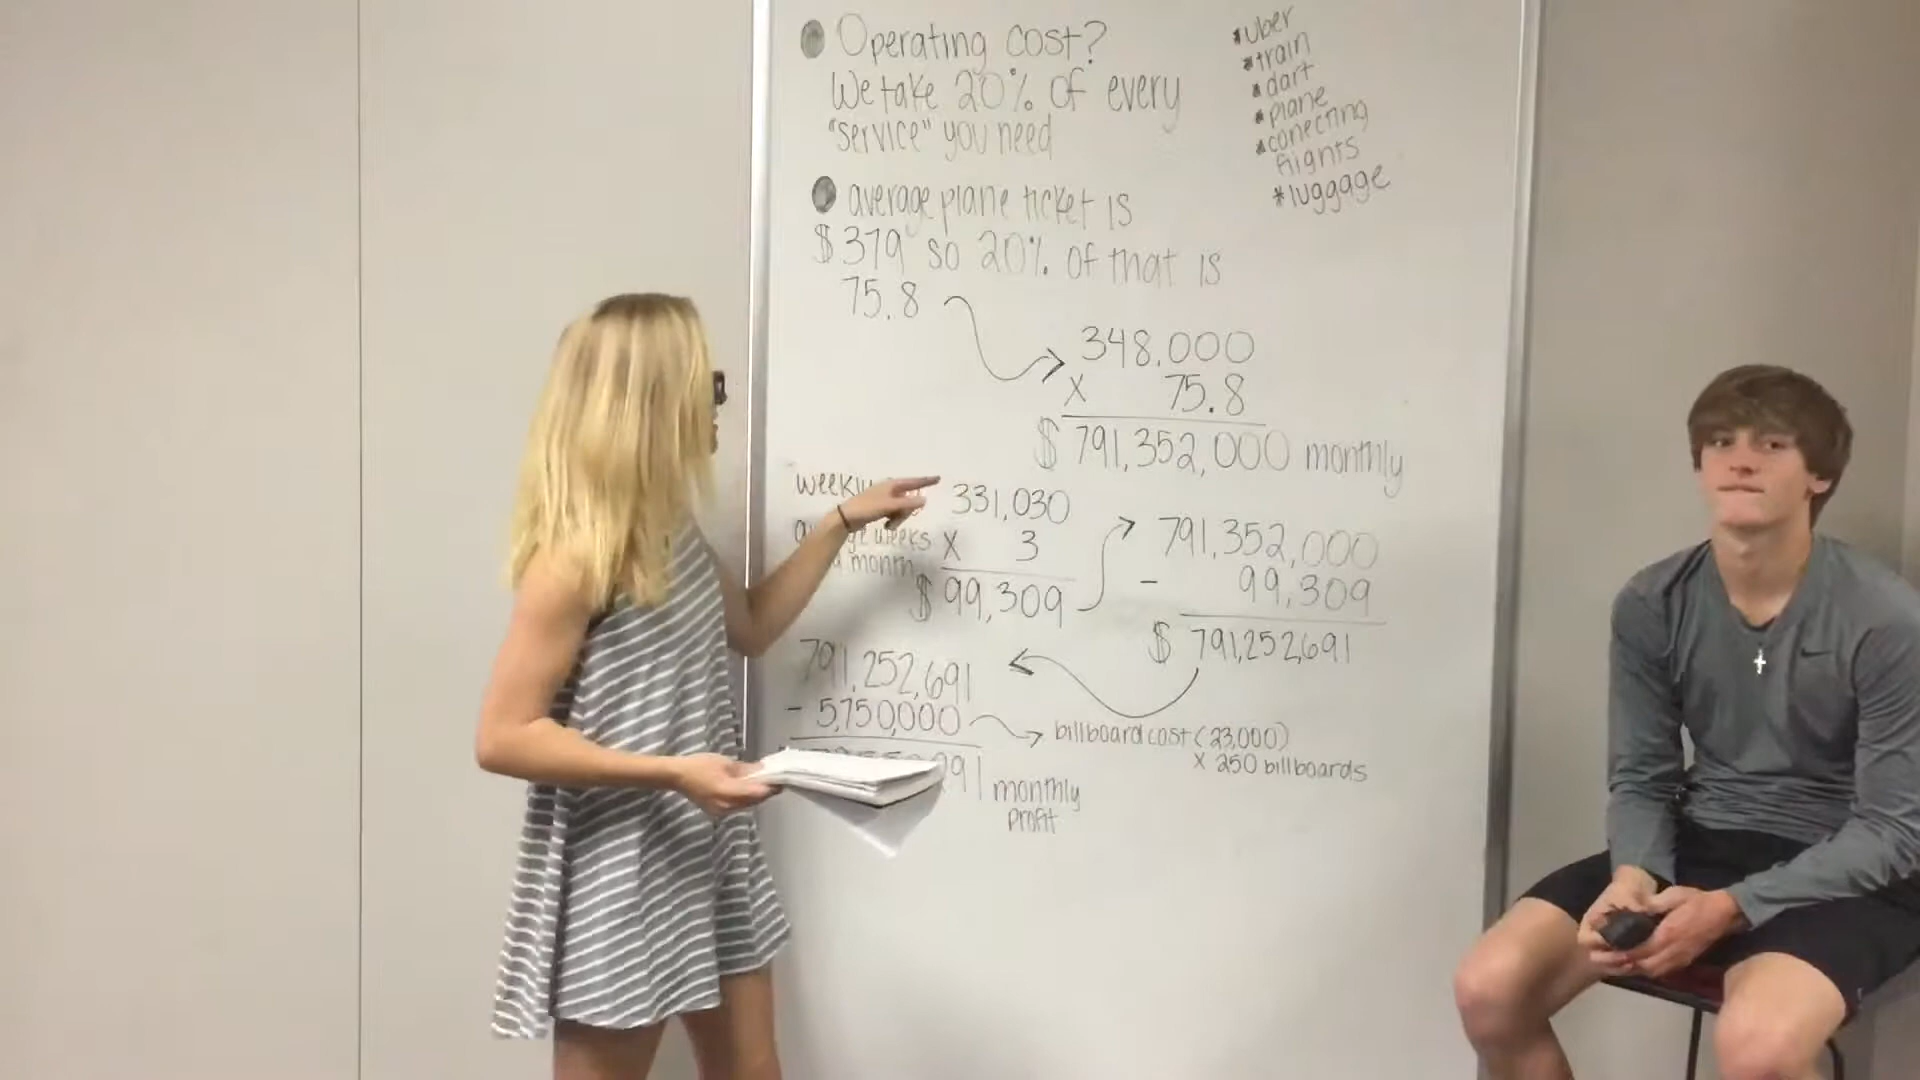 Operating cost?
We take 20% of every
"service" you need
*uber
*train
*dart
*plane
*conecting
flights
*luggage
average plane ticket is
$379 so 20% of that is
75.8
348.000
X 75.8
$ 791,352,000 monthly
weekly
331,030
weeks
X 3
a month
$ 99,309
791,352,000
- 99,309
$ 791,252,691
791,252,691
- 5,750,000
billboard cost (23,000)
X 250 billboards
monthly
profit